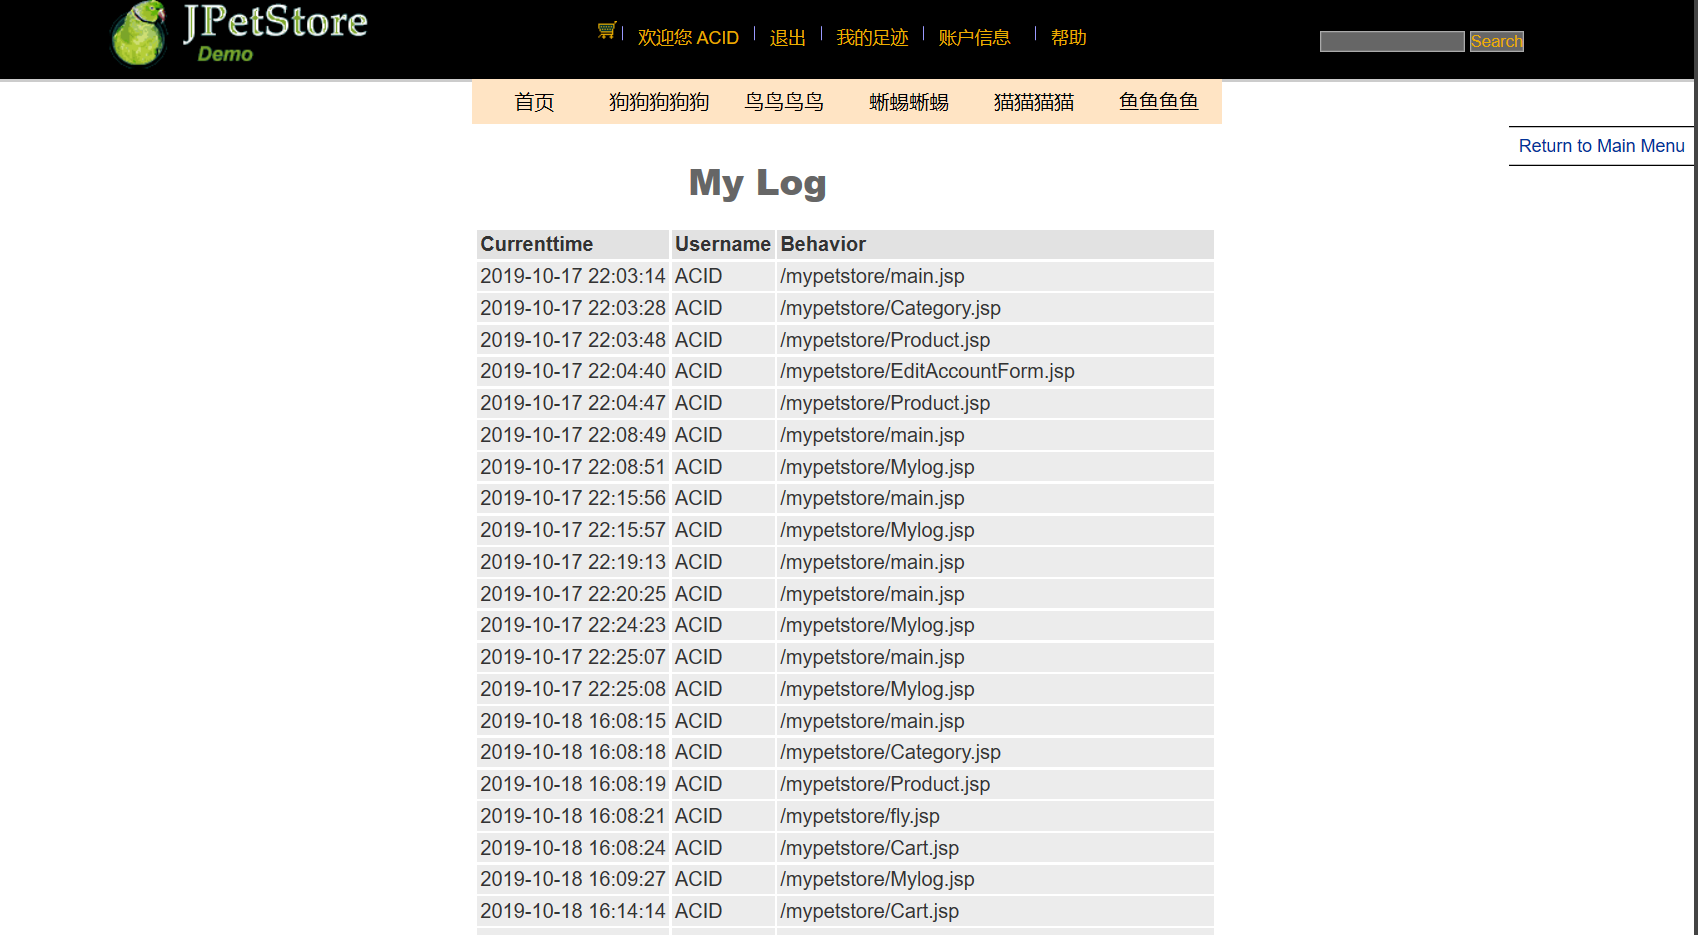 JPetStore
Demo
欢迎您 ACID 退出 我的足迹 账户信息 帮助
Search
首页 狗狗狗狗狗 鸟鸟鸟鸟 蜥蜴蜥蜴 猫猫猫猫 鱼鱼鱼鱼
Return to Main Menu
My Log
Currenttime Username Behavior
2019-10-17 22:03:14 ACID /mypetstore/main.jsp
2019-10-17 22:03:28 ACID /mypetstore/Category.jsp
2019-10-17 22:03:48 ACID /mypetstore/Product.jsp
2019-10-17 22:04:40 ACID /mypetstore/EditAccountForm.jsp
2019-10-17 22:04:47 ACID /mypetstore/Product.jsp
2019-10-17 22:08:49 ACID /mypetstore/main.jsp
2019-10-17 22:08:51 ACID /mypetstore/Mylog.jsp
2019-10-17 22:15:56 ACID /mypetstore/main.jsp
2019-10-17 22:15:57 ACID /mypetstore/Mylog.jsp
2019-10-17 22:19:13 ACID /mypetstore/main.jsp
2019-10-17 22:20:25 ACID /mypetstore/main.jsp
2019-10-17 22:24:23 ACID /mypetstore/Mylog.jsp
2019-10-17 22:25:07 ACID /mypetstore/main.jsp
2019-10-17 22:25:08 ACID /mypetstore/Mylog.jsp
2019-10-18 16:08:15 ACID /mypetstore/main.jsp
2019-10-18 16:08:18 ACID /mypetstore/Category.jsp
2019-10-18 16:08:19 ACID /mypetstore/Product.jsp
2019-10-18 16:08:21 ACID /mypetstore/fly.jsp
2019-10-18 16:08:24 ACID /mypetstore/Cart.jsp
2019-10-18 16:09:27 ACID /mypetstore/Mylog.jsp
2019-10-18 16:14:14 ACID /mypetstore/Cart.jsp